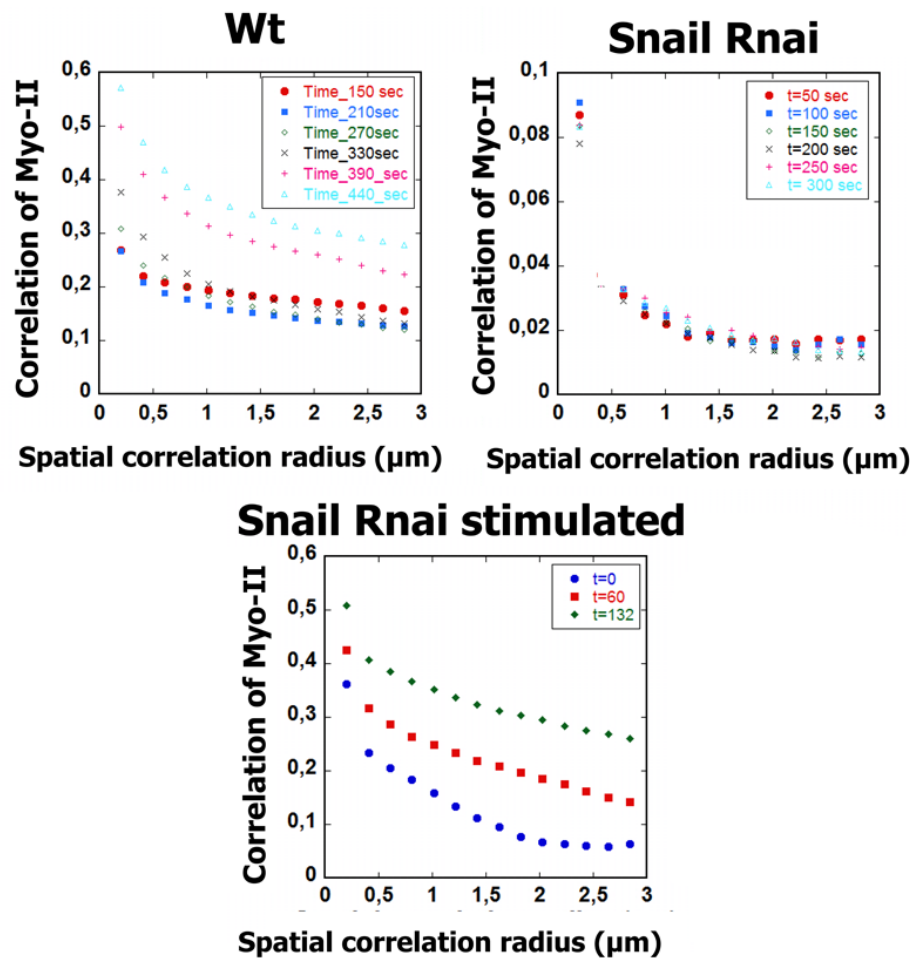 Wt
Correlation of Myo-II
0,6
0,5
0,4
0,3
0,2
0,1
0
Time_150 sec
Time_210sec
Time_270sec
Time_330sec
Time_390_sec
Time_440_sec
0 0,5 1 1,5 2 2,5 3
Spatial correlation radius (µm)
Snail Rnai
Correlation of Myo-II
0,1
0,08
0,06
0,04
0,02
0
t=50 sec
t=100 sec
t=150 sec
t=200 sec
t=250 sec
t= 300 sec
0 0,5 1 1,5 2 2,5 3
Spatial correlation radius (µm)
Snail Rnai stimulated
Correlation of Myo-II
0,6
0,5
0,4
0,3
0,2
0,1
0
t=0
t=60
t=132
0 0,5 1 1,5 2 2,5 3
Spatial correlation radius (µm)